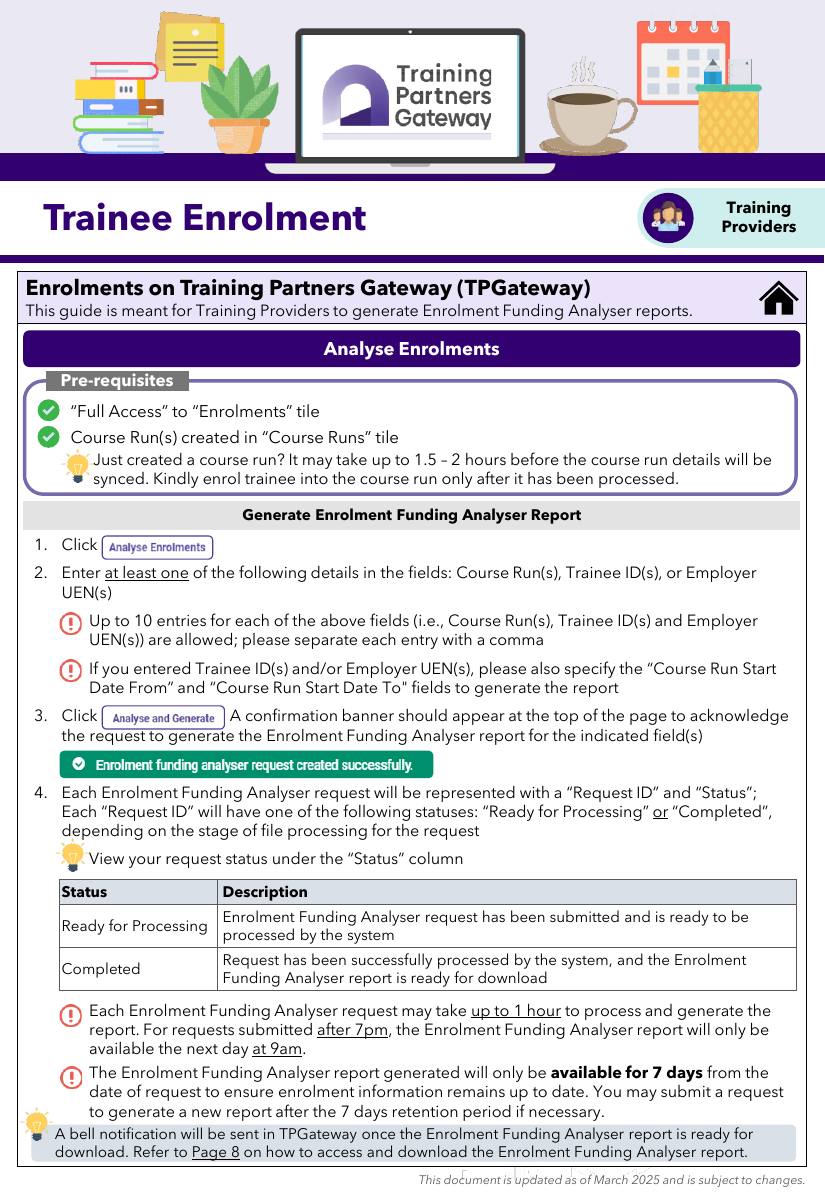 Training
Partners
Gateway
Trainee Enrolment
Training
Providers
Enrolments on Training Partners Gateway (TPGateway)
This guide is meant for Training Providers to generate Enrolment Funding Analyser reports.
Analyse Enrolments
Pre-requisites
“Full Access” to “Enrolments” tile
Course Run(s) created in “Course Runs” tile
Just created a course run? It may take up to 1.5 – 2 hours before the course run details will be
synced. Kindly enrol trainee into the course run only after it has been processed.
Generate Enrolment Funding Analyser Report
1. Click Analyse Enrolments
2. Enter at least one of the following details in the fields: Course Run(s), Trainee ID(s), or Employer
UEN(s)
Up to 10 entries for each of the above fields (i.e., Course Run(s), Trainee ID(s) and Employer
UEN(s)) are allowed; please separate each entry with a comma
If you entered Trainee ID(s) and/or Employer UEN(s), please also specify the “Course Run Start
Date From” and “Course Run Start Date To" fields to generate the report
3. Click Analyse and Generate A confirmation banner should appear at the top of the page to acknowledge
the request to generate the Enrolment Funding Analyser report for the indicated field(s)
Enrolment funding analyser request created successfully.
4. Each Enrolment Funding Analyser request will be represented with a “Request ID” and “Status”;
Each “Request ID” will have one of the following statuses: “Ready for Processing” or “Completed”,
depending on the stage of file processing for the request
View your request status under the “Status” column
Status Description
Ready for Processing Enrolment Funding Analyser request has been submitted and is ready to be
processed by the system
Completed Request has been successfully processed by the system, and the Enrolment
Funding Analyser report is ready for download
Each Enrolment Funding Analyser request may take up to 1 hour to process and generate the
report. For requests submitted after 7pm, the Enrolment Funding Analyser report will only be
available the next day at 9am.
The Enrolment Funding Analyser report generated will only be available for 7 days from the
date of request to ensure enrolment information remains up to date. You may submit a request
to generate a new report after the 7 days retention period if necessary.
A bell notification will be sent in TPGateway once the Enrolment Funding Analyser report is ready for
download. Refer to Page 8 on how to access and download the Enrolment Funding Analyser report.
This document is updated as of March 2025 and is subject to changes.